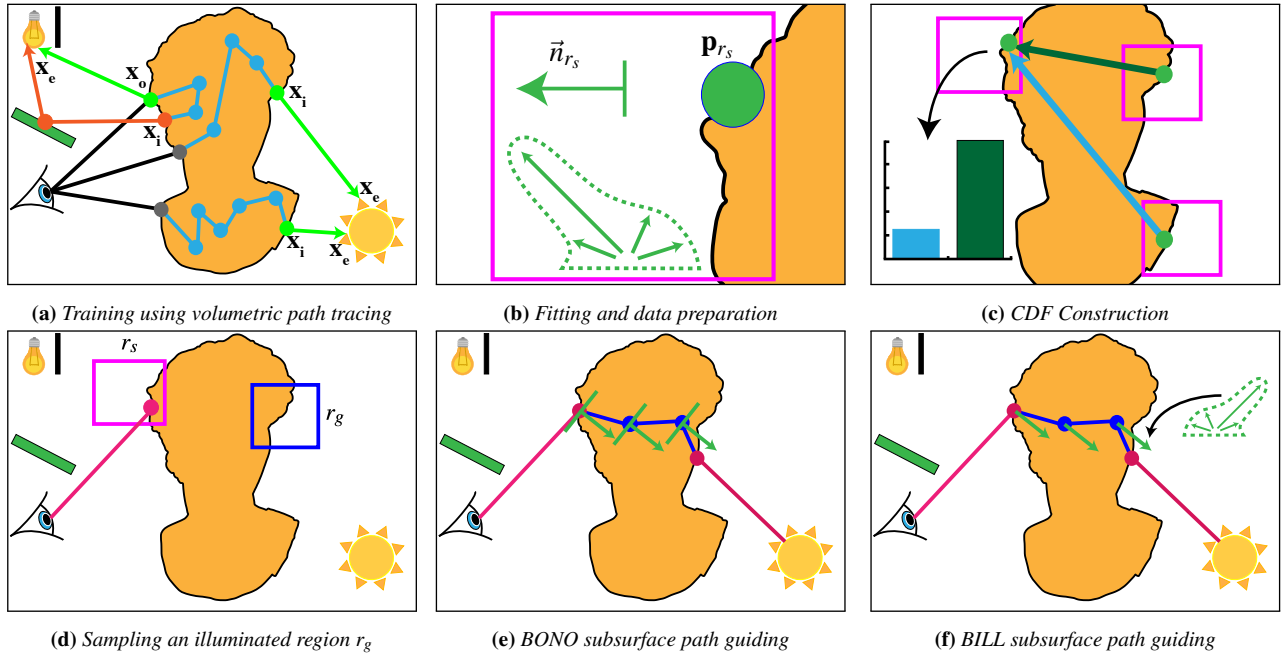 x_e
x_o
x_i
x_i
x_e
x_i
x_e
(a) Training using volumetric path tracing
\vec{n}_{r_s}
p_{r_s}
(b) Fitting and data preparation
(c) CDF Construction
r_s
r_g
(d) Sampling an illuminated region r_g
(e) BONO subsurface path guiding
(f) BILL subsurface path guiding